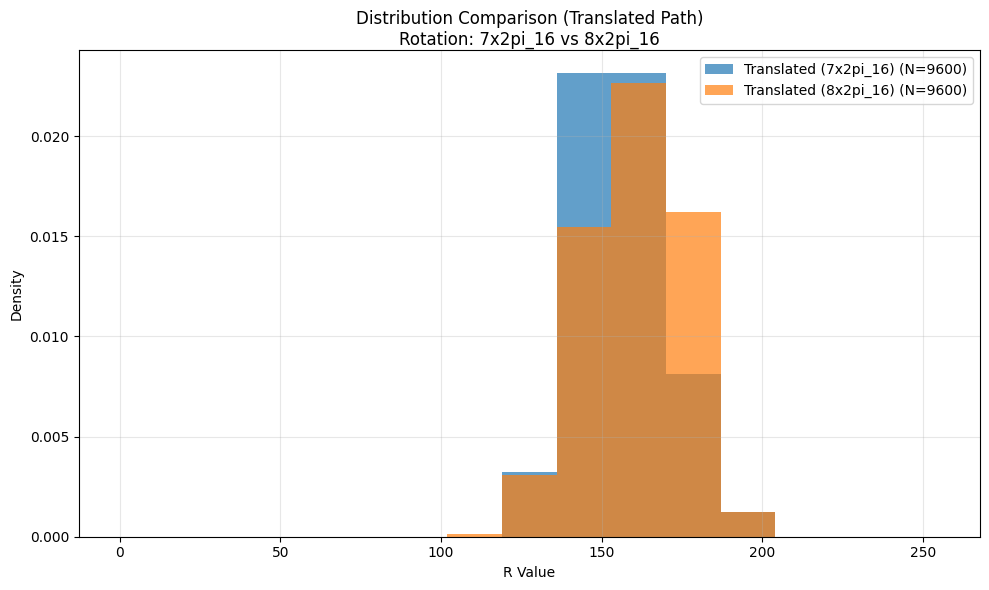 Distribution Comparison (Translated Path)
Rotation: 7x2pi_16 vs 8x2pi_16
Translated (7x2pi_16) (N=9600)
Translated (8x2pi_16) (N=9600)
Density
0.020
0.015
0.010
0.005
0.000
0 50 100 150 200 250
R Value